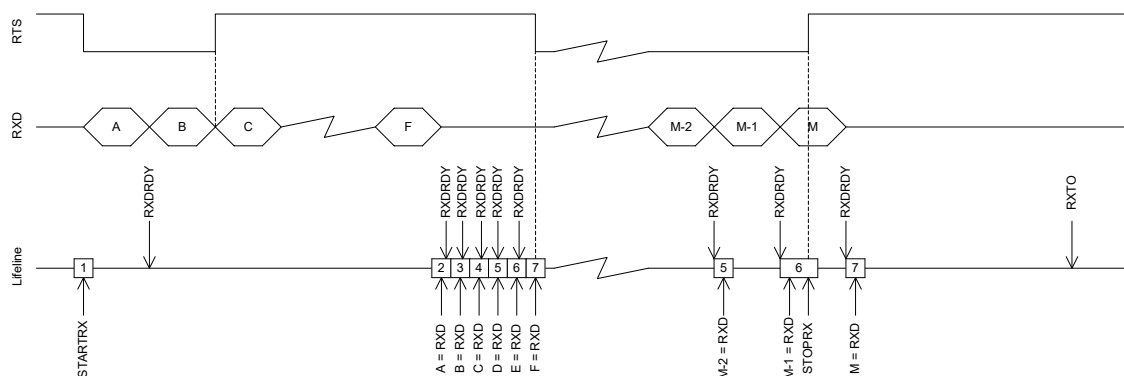 RTS
RXD
A
B
C
F
M-2
M-1
M
Lifeline
RXDRDY
RXDRDY
RXDRDY
RXDRDY
RXDRDY
RXDRDY
RXDRDY
RXDRDY
RXDRDY
RXTO
1
2
3
4
5
6
7
5
6
7
STARTRX
A = RXD
B = RXD
C = RXD
D = RXD
E = RXD
F = RXD
M-2 = RXD
M-1 = RXD
STOPRX
M = RXD